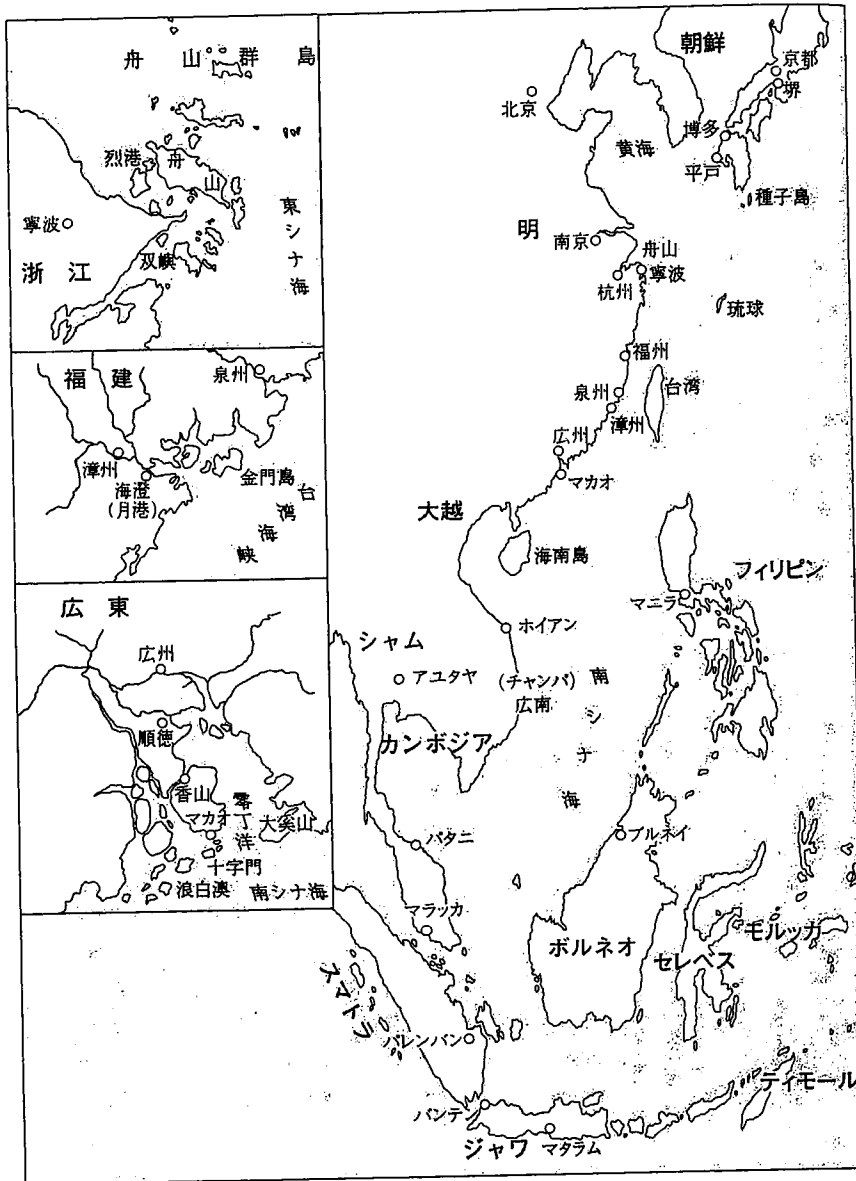 舟山群島
烈港
舟山
寧波
東シナ海
双嶼
浙江
福建
泉州
漳州
海澄
(月港)
金門島
台湾海峡
広東
広州
順徳
香山
マカオ
零丁洋
大奚山
十字門
浪白澳
南シナ海
朝鮮
京都
堺
北京
博多
黄海
平戸
種子島
明
南京
舟山
寧波
杭州
琉球
福州
泉州
台湾
漳州
広州
マカオ
大越
海南島
フィリピン
マニラ
ホイアン
シャム
アユタヤ
(チャンパ)
広南
南シナ海
カンボジア
パタニ
ブルネイ
マラッカ
ボルネオ
セレベス
モルッカ
スマトラ
パレンバン
ティモール
バンテン
ジャワ
マタラム